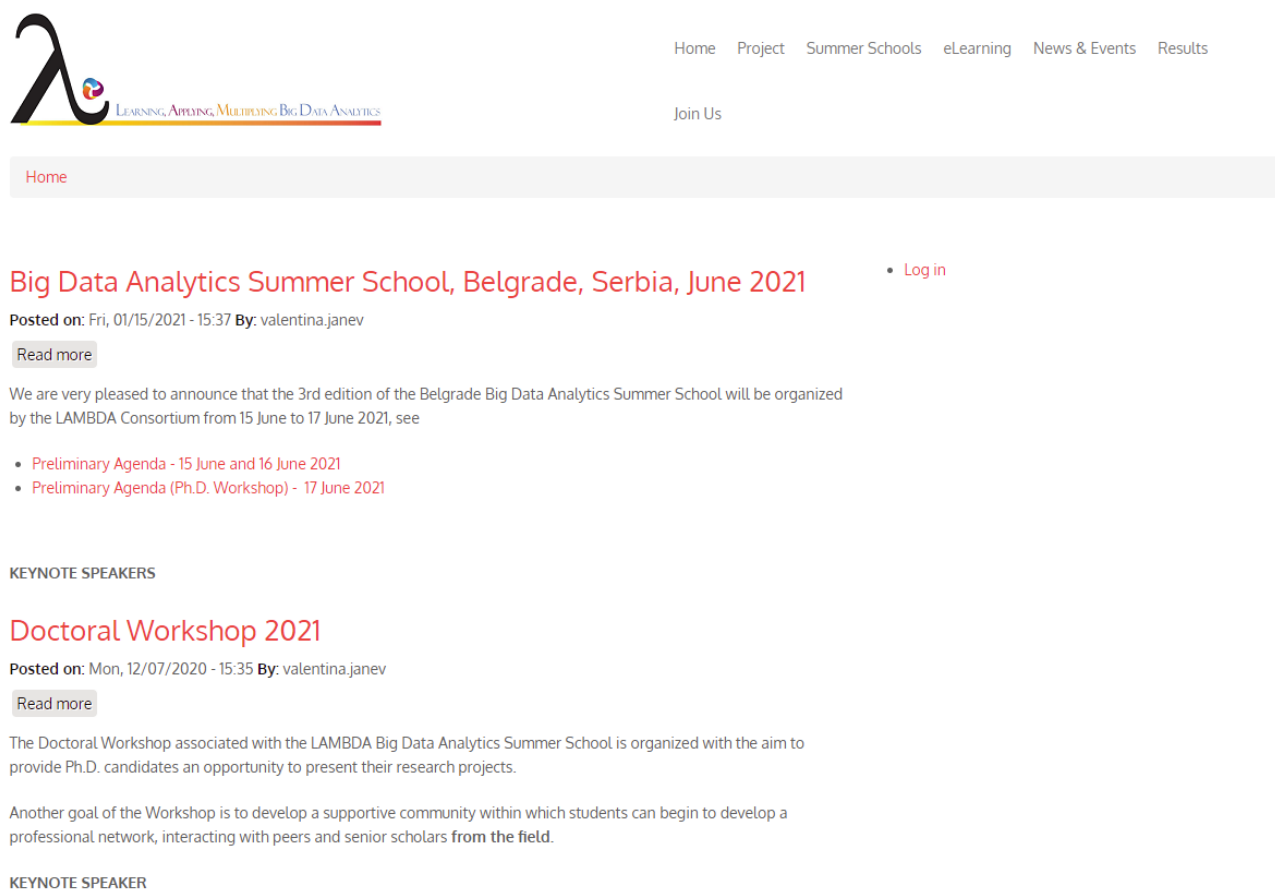 λe
LEARNING, APPLYING, MULTIPLYING BIG DATA ANALYTICS
Home Project Summer Schools eLearning News & Events Results
Join Us
Home
Big Data Analytics Summer School, Belgrade, Serbia, June 2021
Posted on: Fri, 01/15/2021 - 15:37 By: valentina.janev
Read more
We are very pleased to announce that the 3rd edition of the Belgrade Big Data Analytics Summer School will be organized
by the LAMBDA Consortium from 15 June to 17 June 2021, see
• Preliminary Agenda - 15 June and 16 June 2021
• Preliminary Agenda (Ph.D. Workshop) - 17 June 2021
KEYNOTE SPEAKERS
Doctoral Workshop 2021
Posted on: Mon, 12/07/2020 - 15:35 By: valentina.janev
Read more
The Doctoral Workshop associated with the LAMBDA Big Data Analytics Summer School is organized with the aim to
provide Ph.D. candidates an opportunity to present their research projects.
Another goal of the Workshop is to develop a supportive community within which students can begin to develop a
professional network, interacting with peers and senior scholars from the field.
KEYNOTE SPEAKER
• Log in